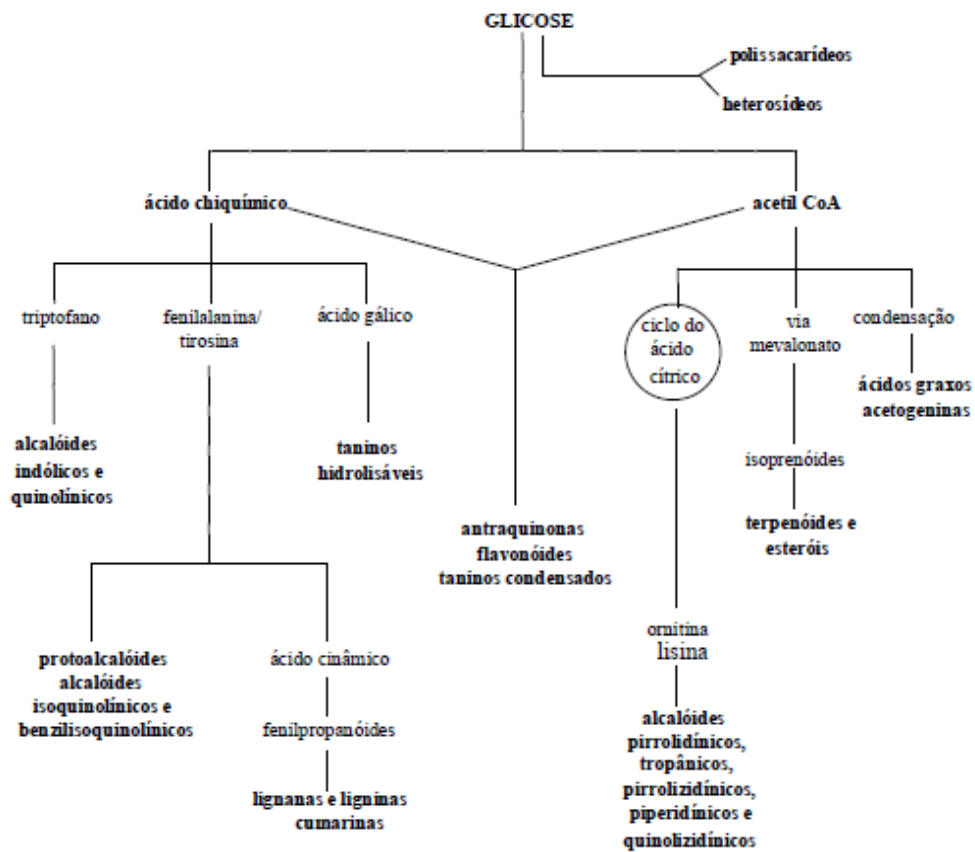 GLICOSE
polissacarídeos
heterosídeos
ácido chiquímico
acetil CoA
triptofano
fenilalanina/
tirosina
ácido gálico
ciclo do
ácido
cítrico
via
mevalonato
condensação
ácidos graxos
acetogeninas
alcalóides
indólicos e
quinolínicos
taninos
hidrolisáveis
isoprenóides
terpenóides e
esteróis
antraquinonas
flavonóides
taninos condensados
protoalcalóides
alcalóides
isoquinolínicos e
benzilisoquinolínicos
ácido cinâmico
fenilpropanóides
lignanas e ligninas
cumarinas
ornitina
lisina
alcalóides
pirrolidínicos,
tropânicos,
pirrolizidínicos,
piperidínicos e
quinolizidínicos